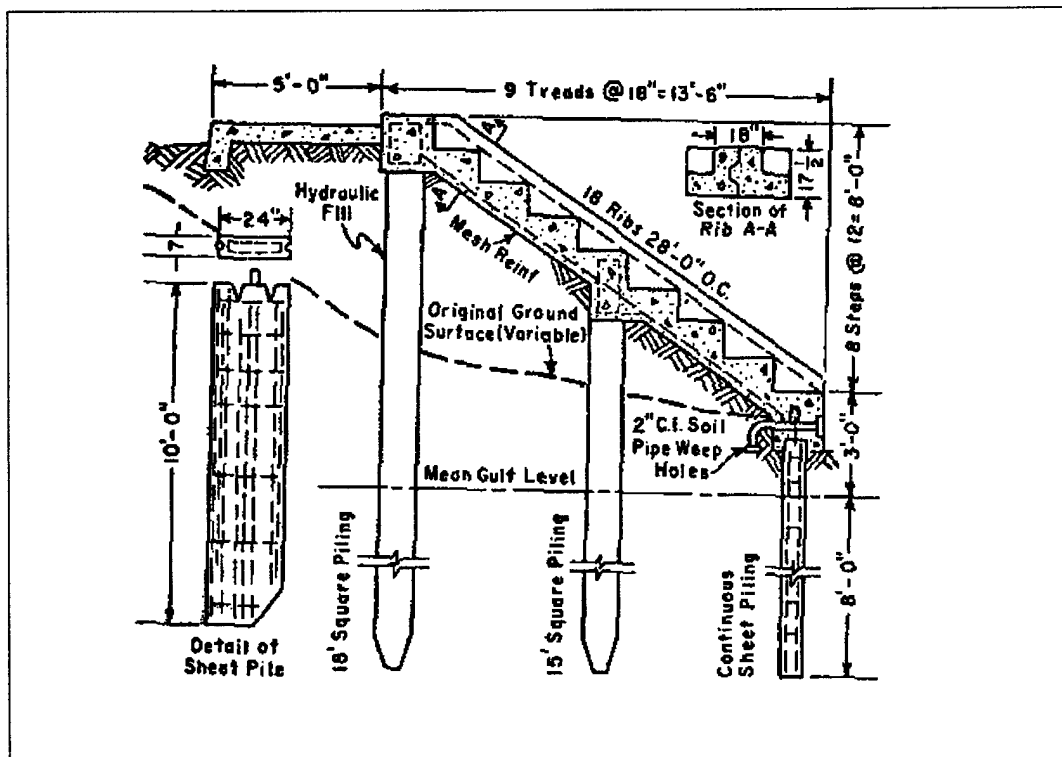 5'-0"
9 Treads @ 18"=13'-6"
18"
17 1/2
Section of
Rib A-A
A
A
Hydraulic
Fill
24"
7"
Mesh Reinf
18 Ribs 28'-0" O.C.
8 Steps @ 12=8'-0"
Original Ground
Surface (Variable)
10'-0"
2" C.I. Soil
Pipe Weep
Holes
3'-0"
Mean Gulf Level
18' Square Piling
15' Square Piling
Continuous
Sheet Piling
8'-0"
Detail of
Sheet Pile